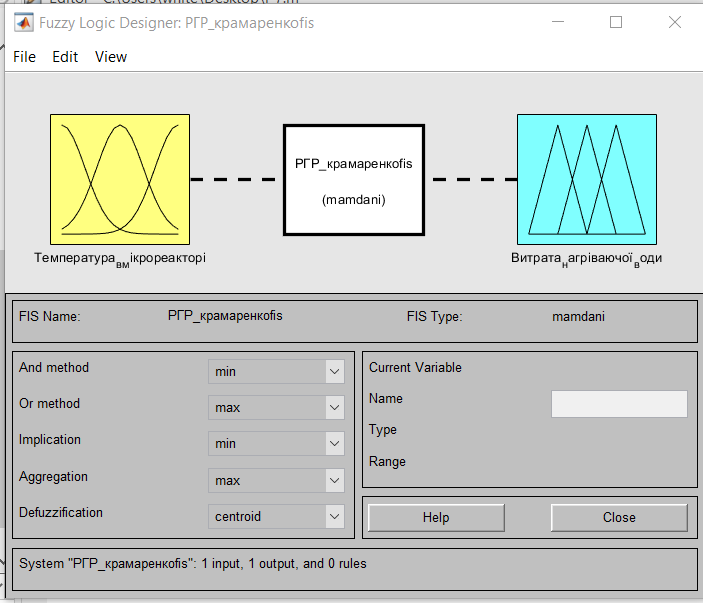 Fuzzy Logic Designer: РГР_крамаренкоfis
File Edit View
РГР_крамаренкоfis
(mamdani)
Температура_вм_ікрореакторі
Витрата_нагріваючої_води
FIS Name: РГР_крамаренкоfis FIS Type: mamdani
And method min
Or method max
Implication min
Aggregation max
Defuzzification centroid
Current Variable
Name
Type
Range
Help Close
System "РГР_крамаренкоfis": 1 input, 1 output, and 0 rules